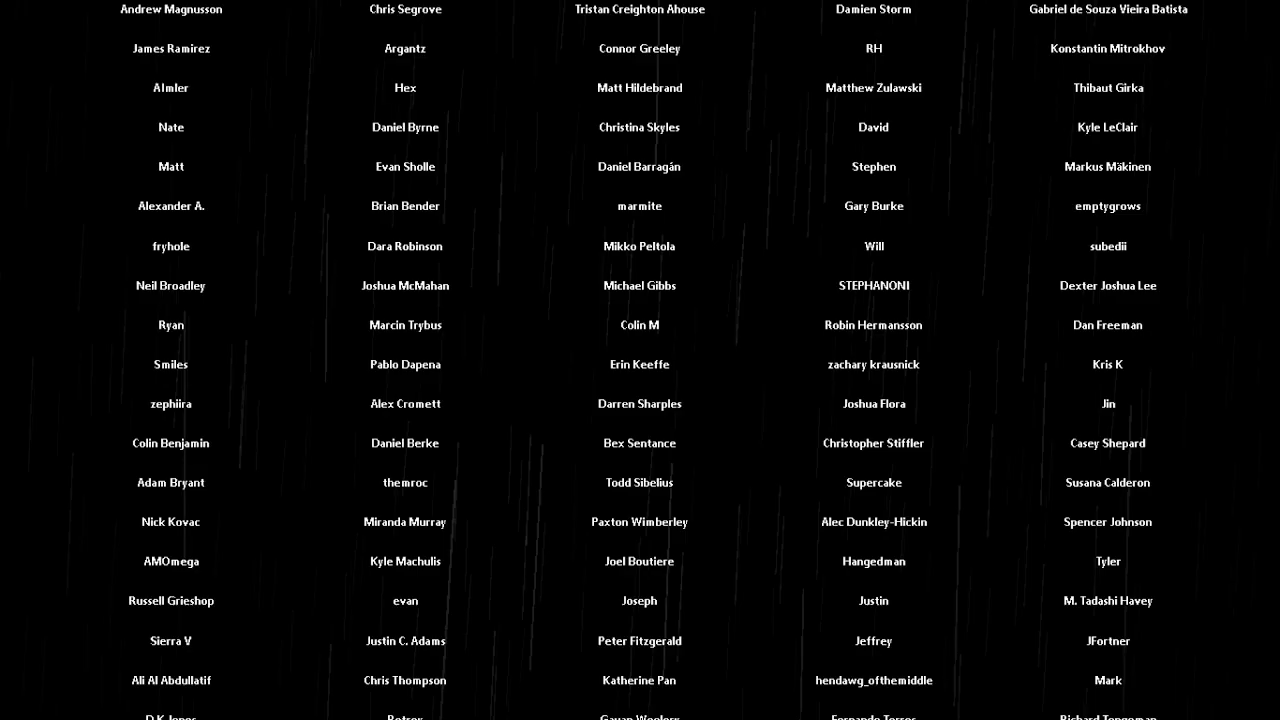 Andrew Magnusson Chris Segrove Tristan Creighton Ahouse Damien Storm Gabriel de Souza Vieira Batista
James Ramirez Argantz Connor Greeley RH Konstantin Mitrokhov
Almler Hex Matt Hildebrand Matthew Zulawski Thibaut Girka
Nate Daniel Byrne Christina Skyles David Kyle LeClair
Matt Evan Sholle Daniel Barragán Stephen Markus Mäkinen
Alexander A. Brian Bender marmite Gary Burke emptygrows
fryhole Dara Robinson Mikko Peltola Will subedii
Neil Broadley Joshua McMahan Michael Gibbs STEPHANONI Dexter Joshua Lee
Ryan Marcin Trybus Colin M Robin Hermansson Dan Freeman
Smiles Pablo Dapena Erin Keeffe zachary krausnick Kris K
zephiira Alex Cromett Darren Sharples Joshua Flora Jin
Colin Benjamin Daniel Berke Bex Sentance Christopher Stiffler Casey Shepard
Adam Bryant themroc Todd Sibelius Supercake Susana Calderon
Nick Kovac Miranda Murray Paxton Wimberley Alec Dunkley-Hickin Spencer Johnson
AMOmega Kyle Machulis Joel Boutiere Hangedman Tyler
Russell Grieshop evan Joseph Justin M. Tadashi Havey
Sierra V Justin C. Adams Peter Fitzgerald Jeffrey JFortner
Ali Al Abdullatif Chris Thompson Katherine Pan hendawg_ofthemiddle Mark